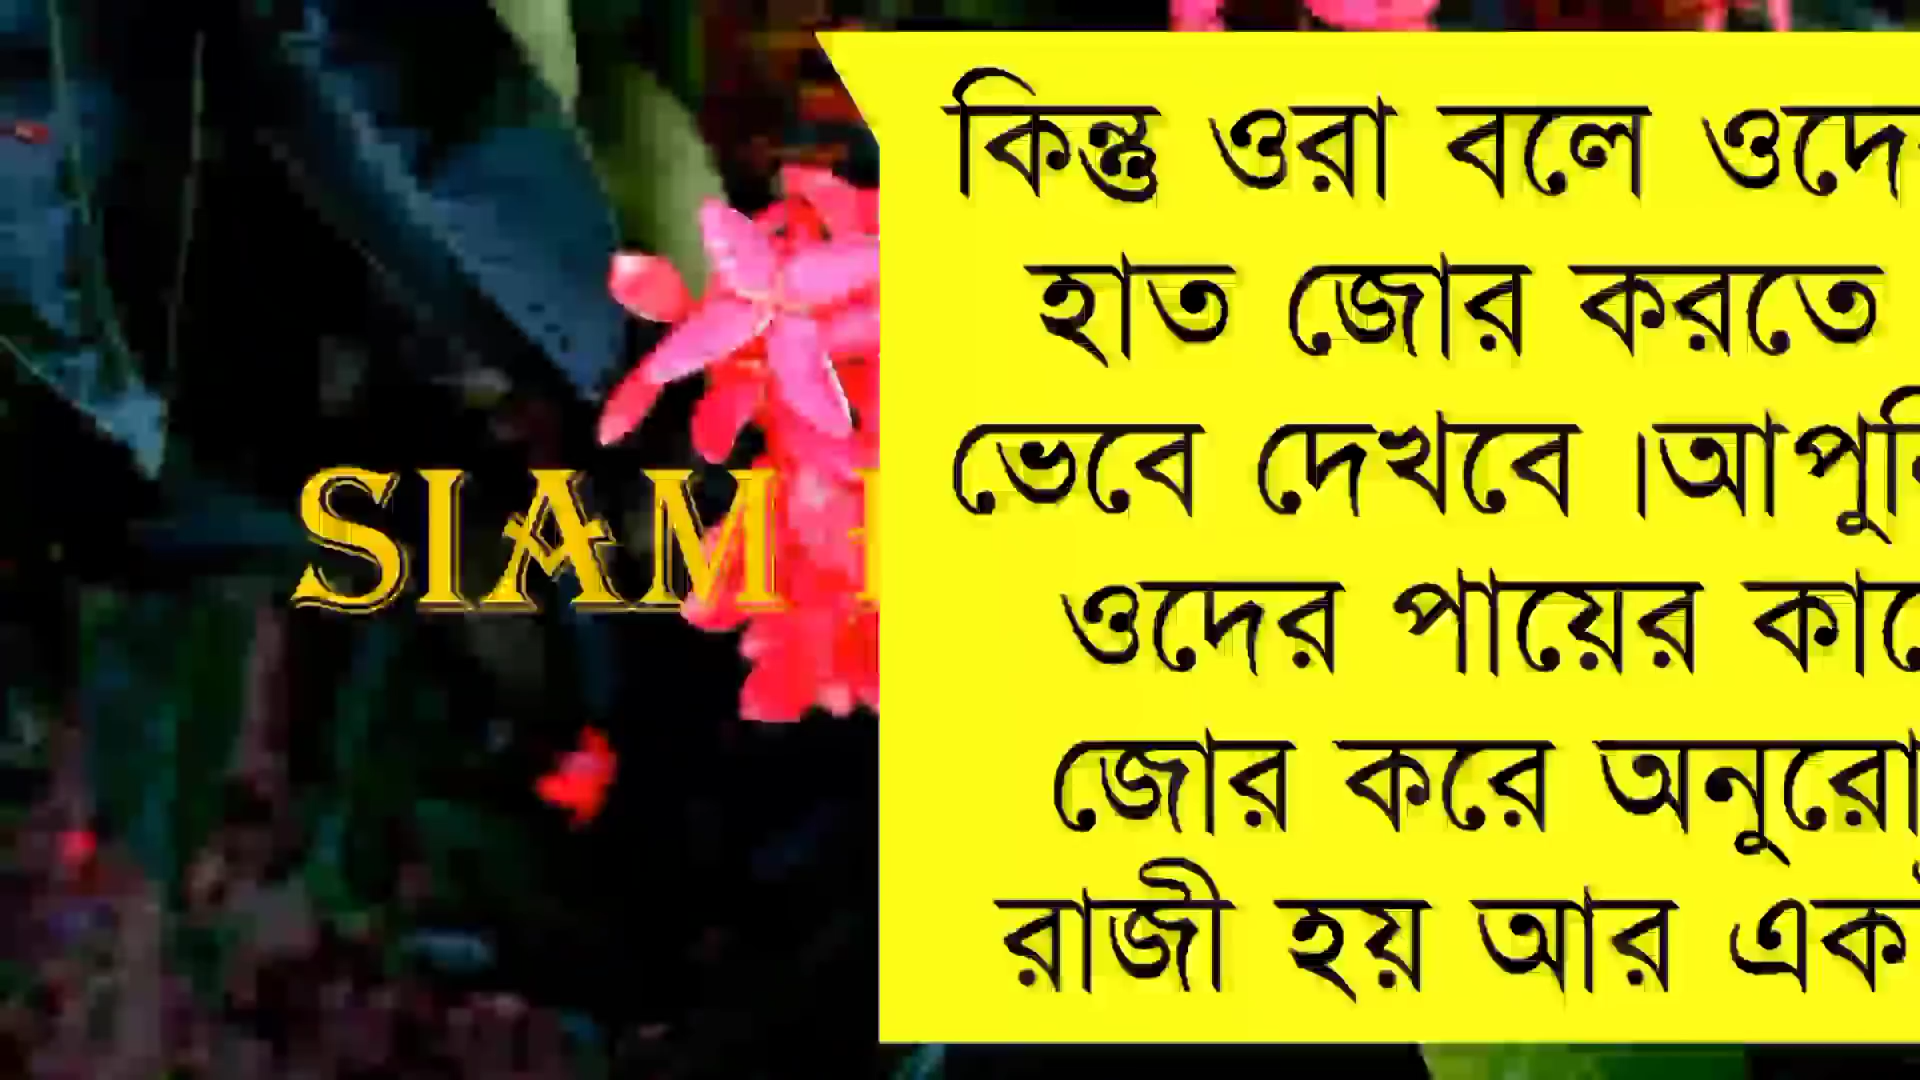 SIAM
কিন্তু ওরা বলে
হাত জোর করতে
ভেবে দেখবে ।
ওদের পায়ের
জোর করে
রাজী হয় আর